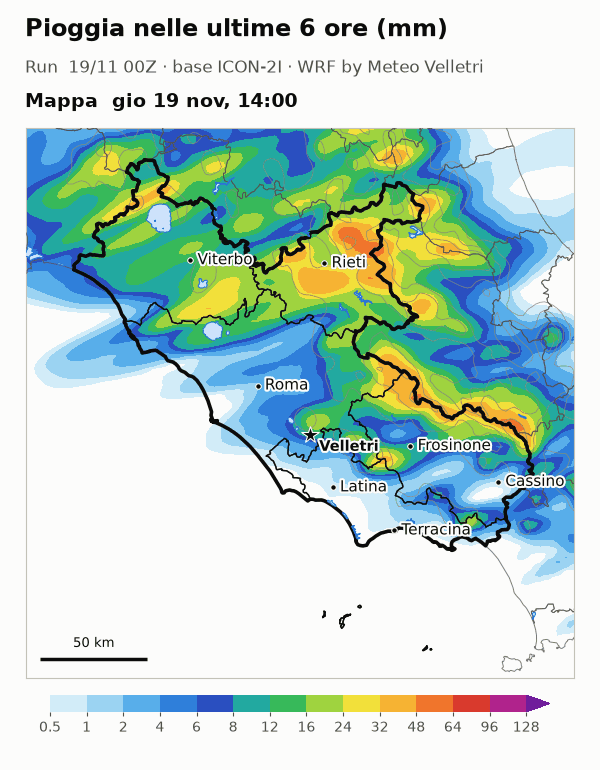 Pioggia nelle ultime 6 ore (mm)
Run  19/11 00Z · base ICON-2I · WRF by Meteo Velletri
Mappa  gio 19 nov, 14:00
Viterbo
Rieti
Roma
Velletri
Frosinone
Cassino
Latina
Terracina
50 km
0.5 1 2 4 6 8 12 16 24 32 48 64 96 128